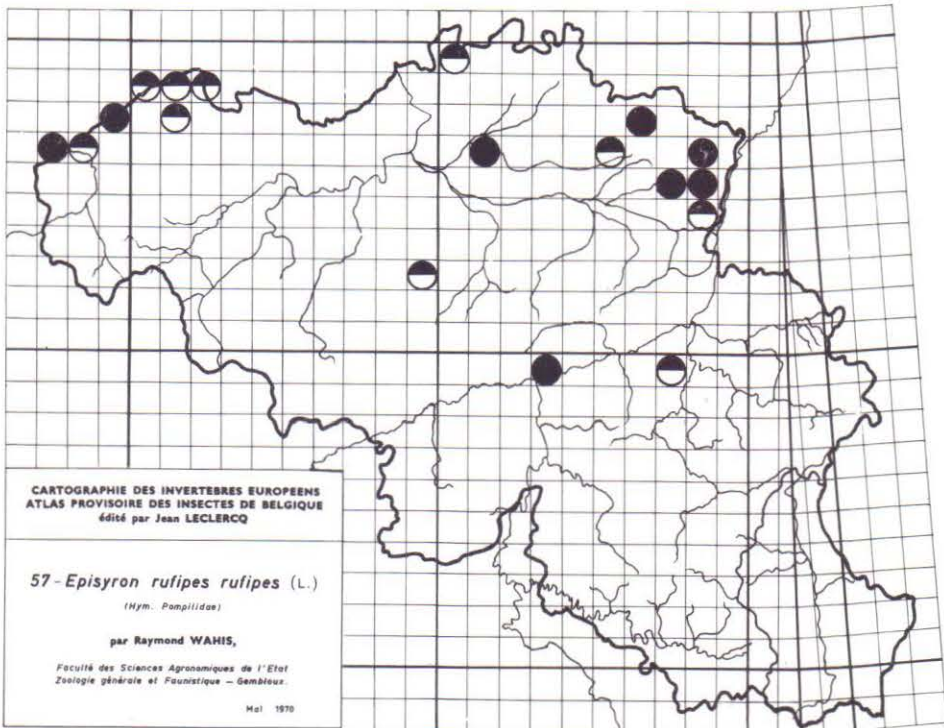 CARTOGRAPHIE DES INVERTEBRES EUROPEENS
ATLAS PROVISOIRE DES INSECTES DE BELGIQUE
édité par Jean LECLERCQ
57-Episyron rufipes rufipes (L.)
(Hym. Pompilidae)
par Raymond WAHIS,
Faculté des Sciences Agronomiques de l'Etat
Zoologie générale et Faunistique – Gembloux.
Mai 1970